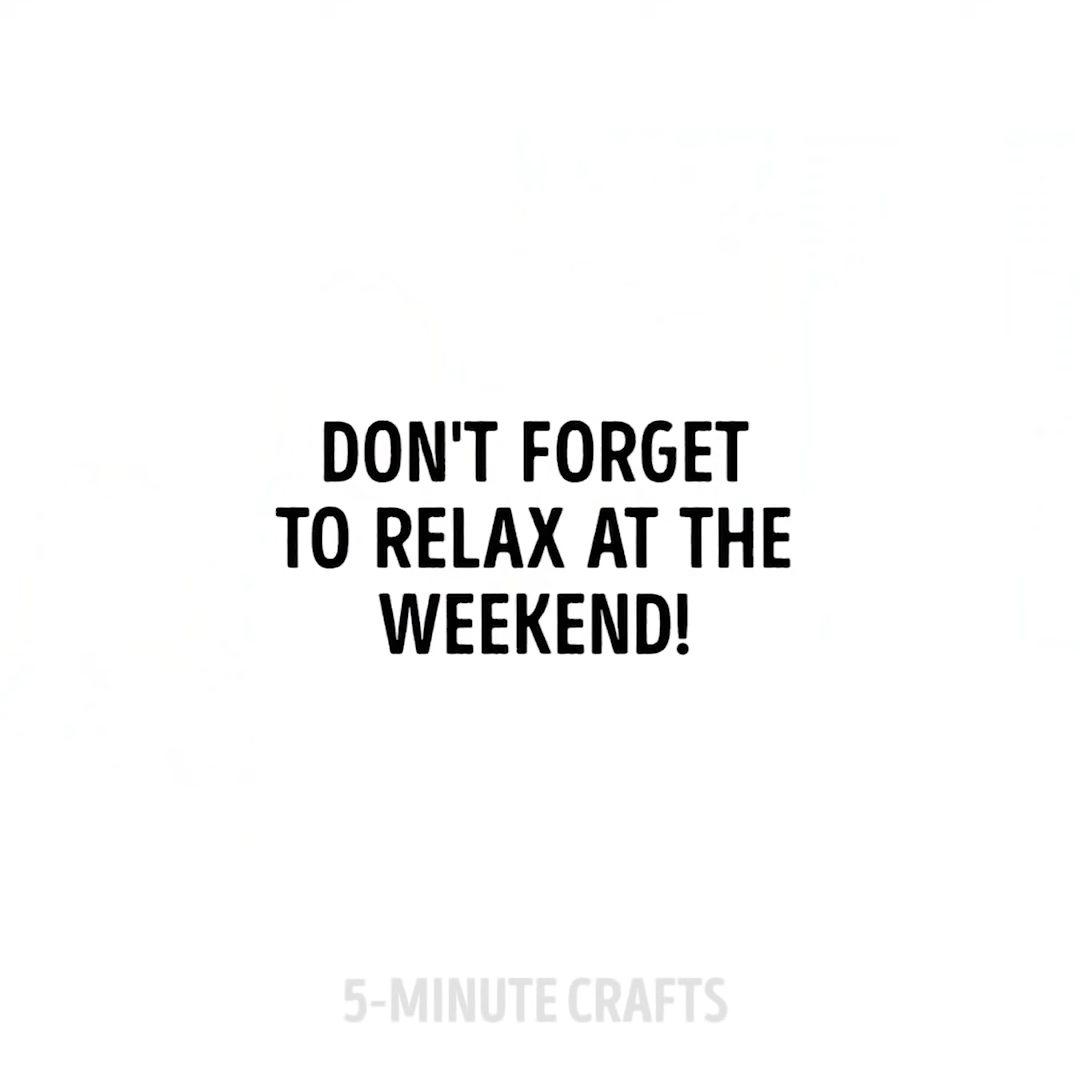 DON'T FORGET
TO RELAX AT THE
WEEKEND!
5-MINUTE CRAFTS